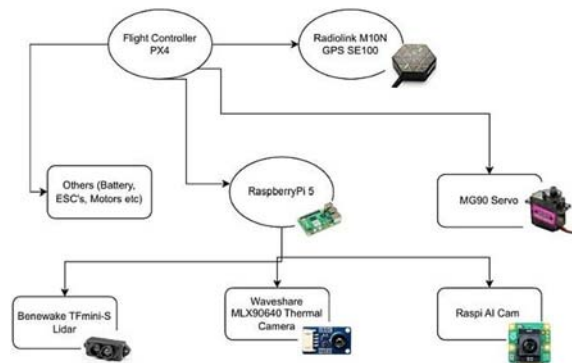 Flight Controller
PX4
Radiolink M10N
GPS SE100
Others (Battery,
ESC's, Motors etc)
RaspberryPi 5
MG90 Servo
Benewake TFmini-S
Lidar
Waveshare
MLX90640 Thermal
Camera
Raspi AI Cam